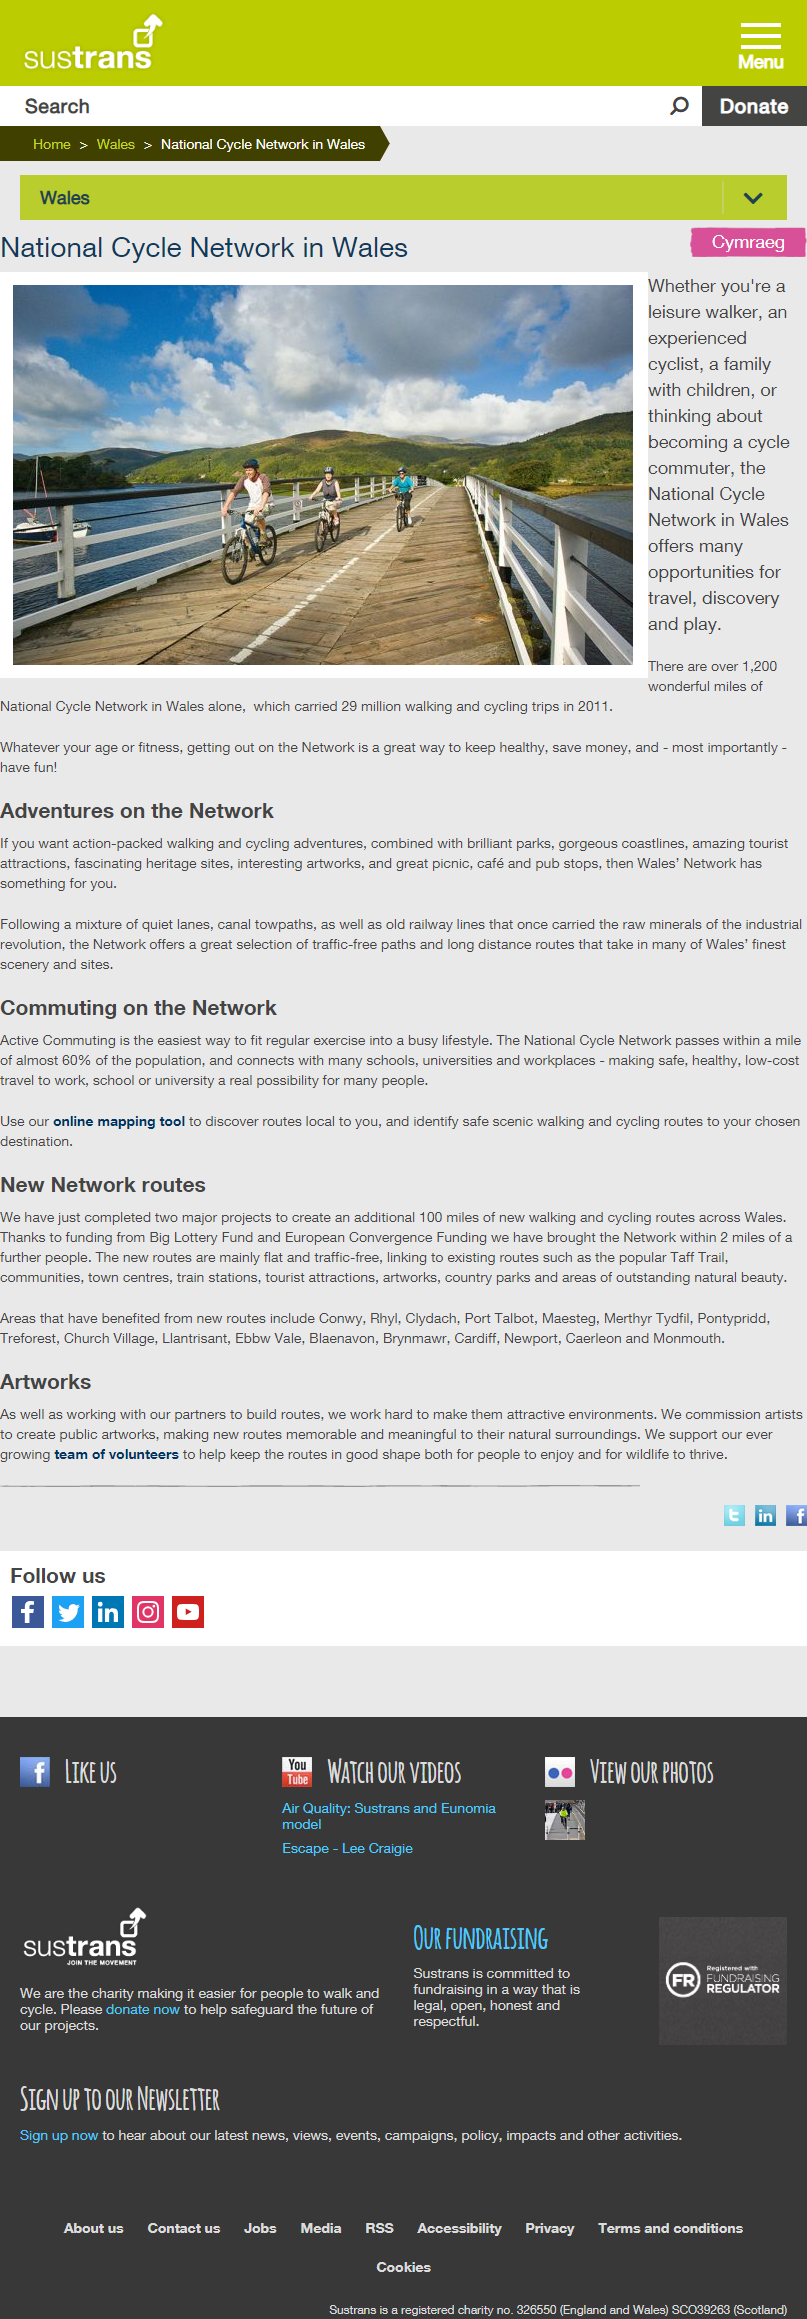 sustrans
Menu
Search
Donate
Home > Wales > National Cycle Network in Wales
Wales
National Cycle Network in Wales
Cymraeg
Whether you're a
leisure walker, an
experienced
cyclist, a family
with children, or
thinking about
becoming a cycle
commuter, the
National Cycle
Network in Wales
offers many
opportunities for
travel, discovery
and play.
There are over 1,200
wonderful miles of
National Cycle Network in Wales alone,  which carried 29 million walking and cycling trips in 2011.
Whatever your age or fitness, getting out on the Network is a great way to keep healthy, save money, and - most importantly -
have fun!
Adventures on the Network
If you want action-packed walking and cycling adventures, combined with brilliant parks, gorgeous coastlines, amazing tourist
attractions, fascinating heritage sites, interesting artworks, and great picnic, café and pub stops, then Wales’ Network has
something for you.
Following a mixture of quiet lanes, canal towpaths, as well as old railway lines that once carried the raw minerals of the industrial
revolution, the Network offers a great selection of traffic-free paths and long distance routes that take in many of Wales’ finest
scenery and sites.
Commuting on the Network
Active Commuting is the easiest way to fit regular exercise into a busy lifestyle. The National Cycle Network passes within a mile
of almost 60% of the population, and connects with many schools, universities and workplaces - making safe, healthy, low-cost
travel to work, school or university a real possibility for many people.
Use our online mapping tool to discover routes local to you, and identify safe scenic walking and cycling routes to your chosen
destination.
New Network routes
We have just completed two major projects to create an additional 100 miles of new walking and cycling routes across Wales.
Thanks to funding from Big Lottery Fund and European Convergence Funding we have brought the Network within 2 miles of a
further people. The new routes are mainly flat and traffic-free, linking to existing routes such as the popular Taff Trail,
communities, town centres, train stations, tourist attractions, artworks, country parks and areas of outstanding natural beauty.
Areas that have benefited from new routes include Conwy, Rhyl, Clydach, Port Talbot, Maesteg, Merthyr Tydfil, Pontypridd,
Treforest, Church Village, Llantrisant, Ebbw Vale, Blaenavon, Brynmawr, Cardiff, Newport, Caerleon and Monmouth.
Artworks
As well as working with our partners to build routes, we work hard to make them attractive environments. We commission artists
to create public artworks, making new routes memorable and meaningful to their natural surroundings. We support our ever
growing team of volunteers to help keep the routes in good shape both for people to enjoy and for wildlife to thrive.
Follow us
Like us
You Tube
Watch our videos
Air Quality: Sustrans and Eunomia
model
Escape - Lee Craigie
View our photos
sustrans
JOIN THE MOVEMENT
We are the charity making it easier for people to walk and
cycle. Please donate now to help safeguard the future of
our projects.
Our fundraising
Sustrans is committed to
fundraising in a way that is
legal, open, honest and
respectful.
FR
Registered with
FUNDRAISING
REGULATOR
Sign up to our Newsletter
Sign up now to hear about our latest news, views, events, campaigns, policy, impacts and other activities.
About us Contact us Jobs Media RSS Accessibility Privacy Terms and conditions
Cookies
Sustrans is a registered charity no. 326550 (England and Wales) SCO39263 (Scotland)